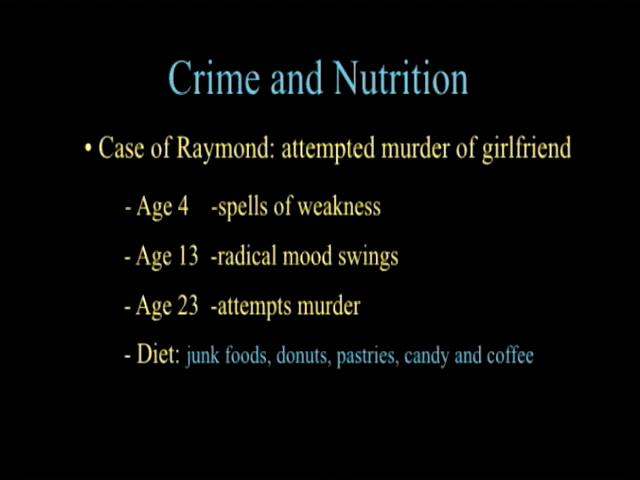 Crime and Nutrition
• Case of Raymond: attempted murder of girlfriend
- Age 4 -spells of weakness
- Age 13 -radical mood swings
- Age 23 -attempts murder
- Diet: junk foods, donuts, pastries, candy and coffee